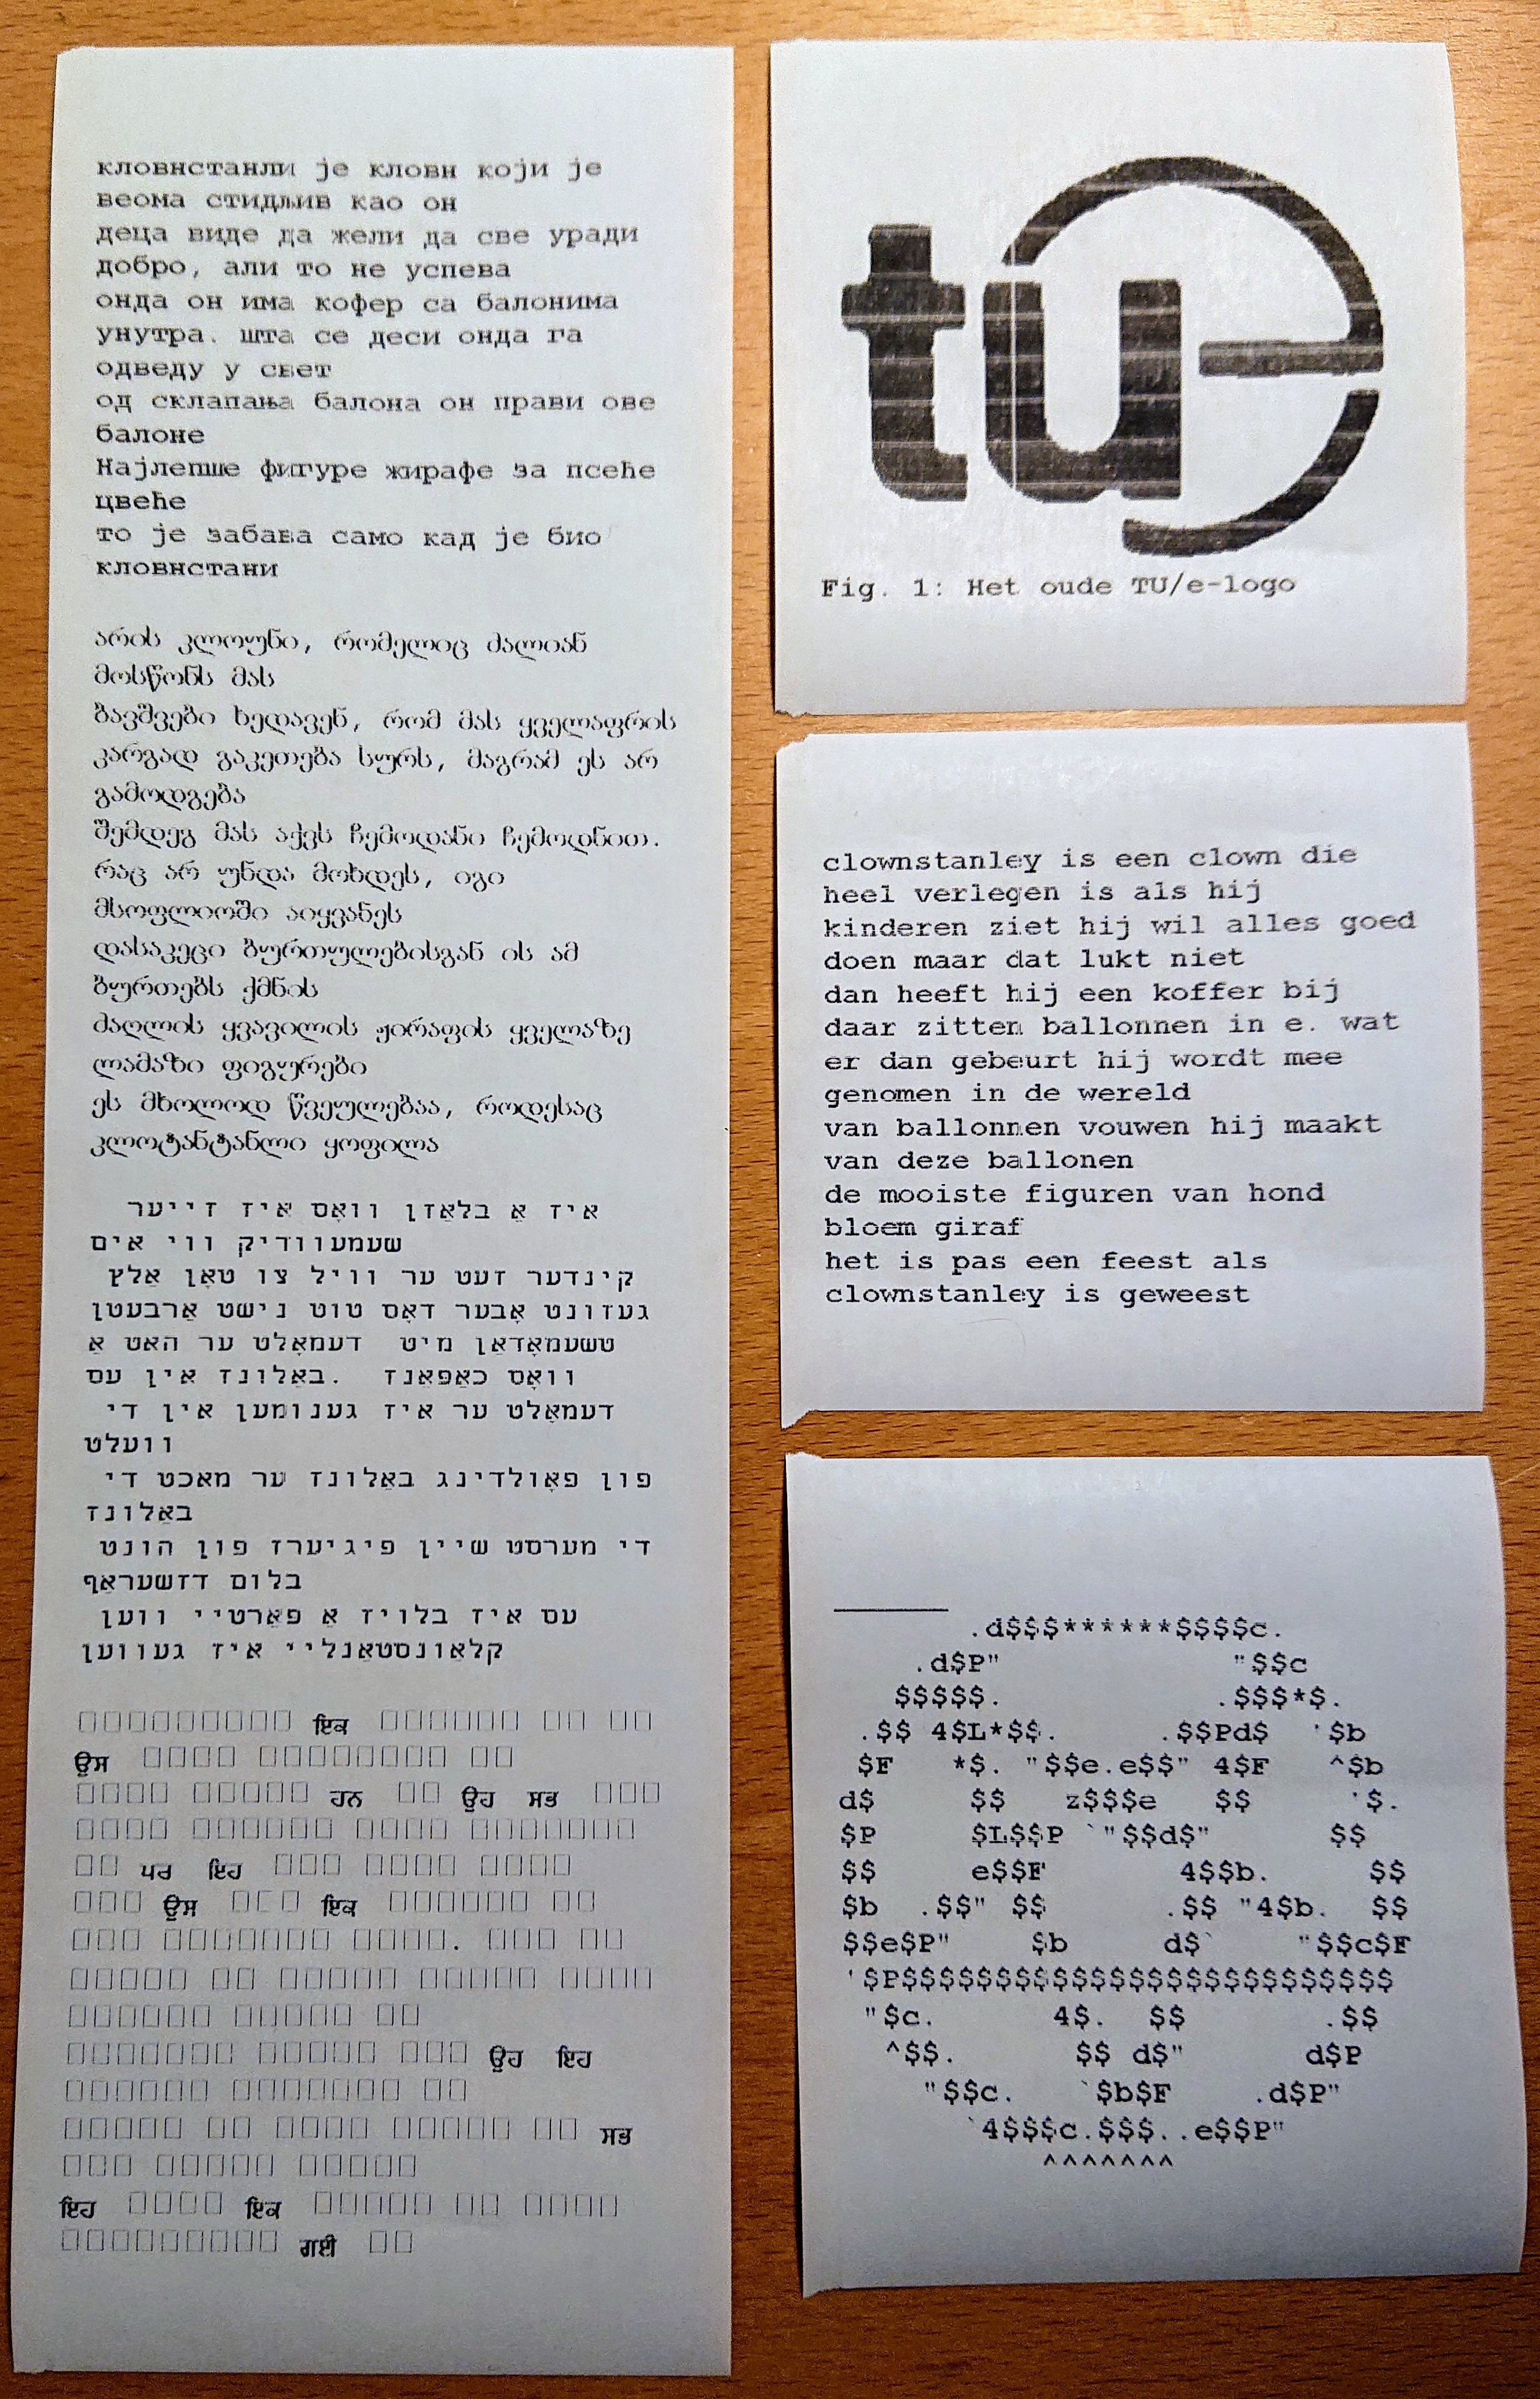 кловнстанли је кловн који је
веома стидљив као он
деца виде да жели да све уради
добро, али то не успева
онда он има кофер са балонима
унутра. шта се деси онда га
одведу у свет
од склапања балона он прави ове
балоне
Најлепше фигуре жирафе за псеће
цвеће
то је забава само кад је био
кловнстани
არის კლოუნი, რომელიც ძალიან
მოსწონს მას
ბავშვები ხედავენ, რომ მას ყველაფრის
კარგად გაკეთება სურს, მაგრამ ეს არ
გამოდგება
შემდეგ მას აქვს ჩემოდანი ჩემოდნით.
რაც არ უნდა მოხდეს, იგი
მსოფლიოში აიყვანეს
დასაკეცი ბურთულებისგან ის ამ
ბურთებს ქმნის
ძაღლის ყვავილის ჟირაფის ყველაზე
ლამაზი ფიგურები
ეს მხოლოდ წვეულებაა, როდესაც
კლოტანტანლი ყოფილა
איז אַ בלאַזן וואָס איז זייער
שעמעוודיק ווי אים
קינדער זעט ער וויל צו טאָן אַלץ
געזונט אָבער דאָס טוט נישט אַרבעטן
טשעמאָדאַן מיט דעמאָלט ער האט אַ
וואָס כאַפּאַנז .באַלונז אין עס
דעמאָלט ער איז גענומען אין די
וועלט
פון פאָולדינג באַלונז ער מאכט די
באַלונז
די מערסט שיין פיגיערז פון הונט
בלום דזשעראַף
עס איז בלויז אַ פּאַרטיי ווען
קלאַונסטאַנליי איז געווען
ਇਕ
ਉਸ
ਹਨ ਉਹ ਸਭ
ਪਰ ਇਹ
ਉਸ ਇਕ
ਉਹ ਇਹ
ਸਭ
ਇਹ ਇਕ
ਗਈ
tue
Fig. 1: Het oude TU/e-logo
clownstanley is een clown die
heel verlegen is als hij
kinderen ziet hij wil alles goed
doen maar dat lukt niet
dan heeft hij een koffer bij
daar zitten ballonnen in e. wat
er dan gebeurt hij wordt mee
genomen in de wereld
van ballonnen vouwen hij maakt
van deze ballonen
de mooiste figuren van hond
bloem giraf
het is pas een feest als
clownstanley is geweest
.d$$$******$$$$c.
.d$P" "$$c
$$$$$. .$$$*$.
.$$ 4$L*$$. .$$Pd$ '$b
$F *$. "$$e.e$$" 4$F ^$b
d$ $$ z$$$e $$ '$.
$P $L$$P `"$$d$" $$
$$ e$$F 4$$b. $$
$b .$$" $$ .$$ "4$b. $$
$$e$P" $b d$` "$$c$F
'$P$$$$$$$$$$$$$$$$$$$$$$$$$$$$
"$c. 4$. $$ .$$
^$$. $$ d$" d$P
"$$c. `$b$F .d$P"
`4$$$c.$$$..e$$P"
^^^^^^^